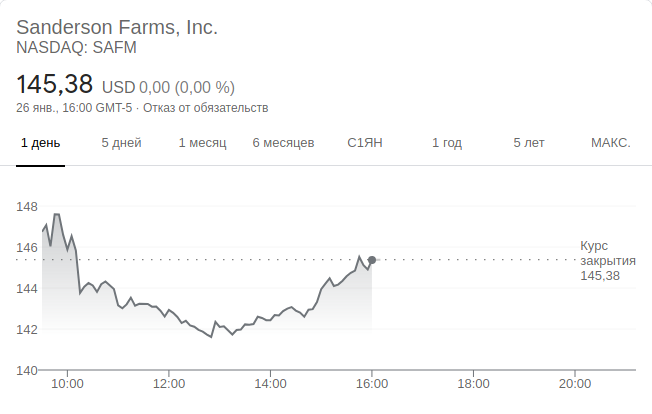 Sanderson Farms, Inc.
NASDAQ: SAFM
145,38 USD 0,00 (0,00 %)
26 янв., 16:00 GMT-5 · Отказ от обязательств
1 день 5 дней 1 месяц 6 месяцев С1ЯН 1 год 5 лет МАКС.
148
146
144
142
140
Курс
закрытия
145,38
10:00 12:00 14:00 16:00 18:00 20:00